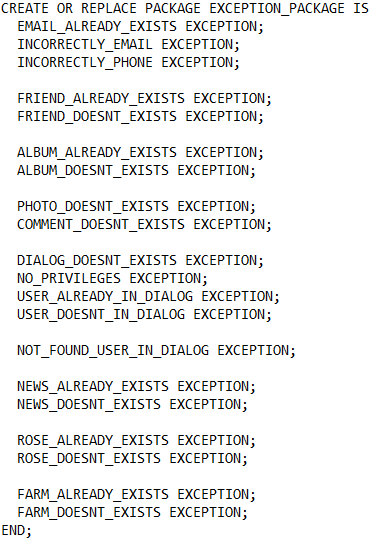 CREATE OR REPLACE PACKAGE EXCEPTION_PACKAGE IS
EMAIL_ALREADY_EXISTS EXCEPTION;
INCORRECTLY_EMAIL EXCEPTION;
INCORRECTLY_PHONE EXCEPTION;
FRIEND_ALREADY_EXISTS EXCEPTION;
FRIEND_DOESNT_EXISTS EXCEPTION;
ALBUM_ALREADY_EXISTS EXCEPTION;
ALBUM_DOESNT_EXISTS EXCEPTION;
PHOTO_DOESNT_EXISTS EXCEPTION;
COMMENT_DOESNT_EXISTS EXCEPTION;
DIALOG_DOESNT_EXISTS EXCEPTION;
NO_PRIVILEGES EXCEPTION;
USER_ALREADY_IN_DIALOG EXCEPTION;
USER_DOESNT_IN_DIALOG EXCEPTION;
NOT_FOUND_USER_IN_DIALOG EXCEPTION;
NEWS_ALREADY_EXISTS EXCEPTION;
NEWS_DOESNT_EXISTS EXCEPTION;
ROSE_ALREADY_EXISTS EXCEPTION;
ROSE_DOESNT_EXISTS EXCEPTION;
FARM_ALREADY_EXISTS EXCEPTION;
FARM_DOESNT_EXISTS EXCEPTION;
END;